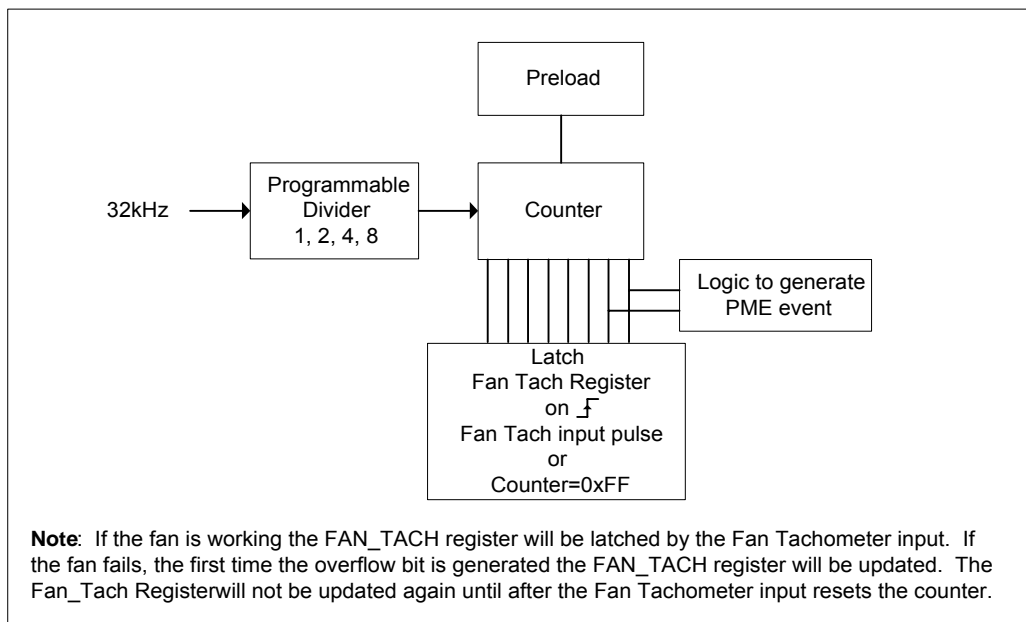 Preload
32kHz
Programmable
Divider
1, 2, 4, 8
Counter
Logic to generate
PME event
Latch
Fan Tach Register
on
Fan Tach input pulse
or
Counter=0xFF
Note: If the fan is working the FAN_TACH register will be latched by the Fan Tachometer input. If
the fan fails, the first time the overflow bit is generated the FAN_TACH register will be updated. The
Fan_Tach Registerwill not be updated again until after the Fan Tachometer input resets the counter.